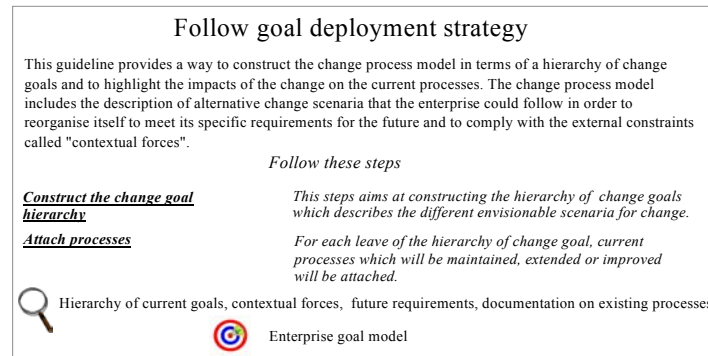 Follow goal deployment strategy
This guideline provides a way to construct the change process model in terms of a hierarchy of change
goals and to highlight the impacts of the change on the current processes. The change process model
includes the description of alternative change scenaria that the enterprise could follow in order to
reorganise itself to meet its specific requirements for the future and to comply with the external constraints
called "contextual forces".
Follow these steps
Construct the change goal
hierarchy
This steps aims at constructing the hierarchy of change goals
which describes the different envisionable scenaria for change.
Attach processes
For each leave of the hierarchy of change goal, current
processes which will be maintained, extended or improved
will be attached.
Hierarchy of current goals, contextual forces, future requirements, documentation on existing processes
Enterprise goal model